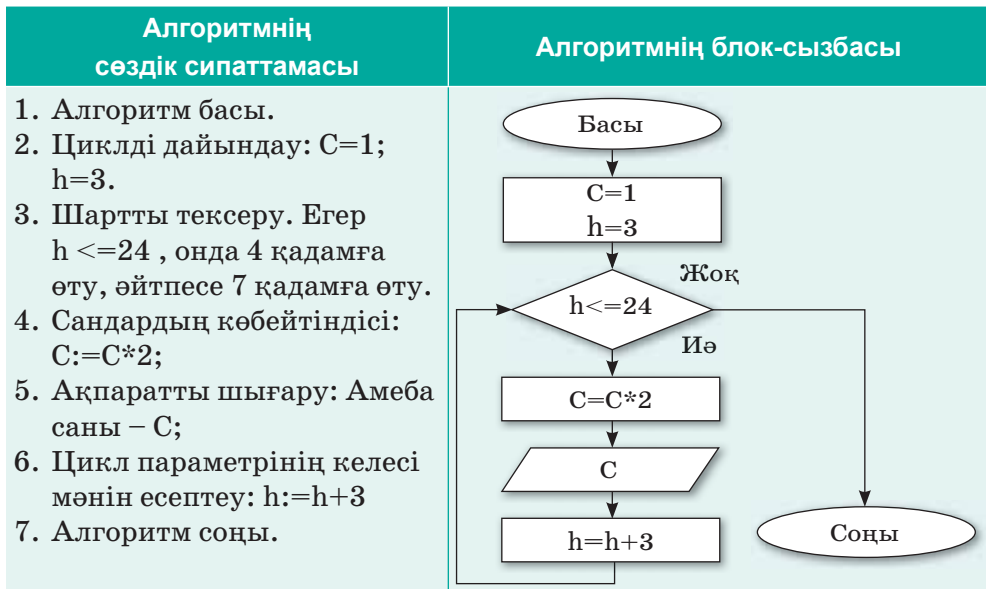 Алгоритмнің
сөздік сипаттамасы
Алгоритмнің блок-сызбасы
1. Алгоритм басы.
2. Циклді дайындау: C=1;
h=3.
3. Шартты тексеру. Егер
h <=24 , онда 4 қадамға
өту, әйтпесе 7 қадамға өту.
4. Сандардың көбейтіндісі:
C:=C*2;
5. Ақпаратты шығару: Амеба
саны – C;
6. Цикл параметрінің келесі
мәнін есептеу: h:=h+3
7. Алгоритм соңы.
Басы
C=1
h=3
Жоқ
h<=24
Иә
C=C*2
C
h=h+3
Соңы